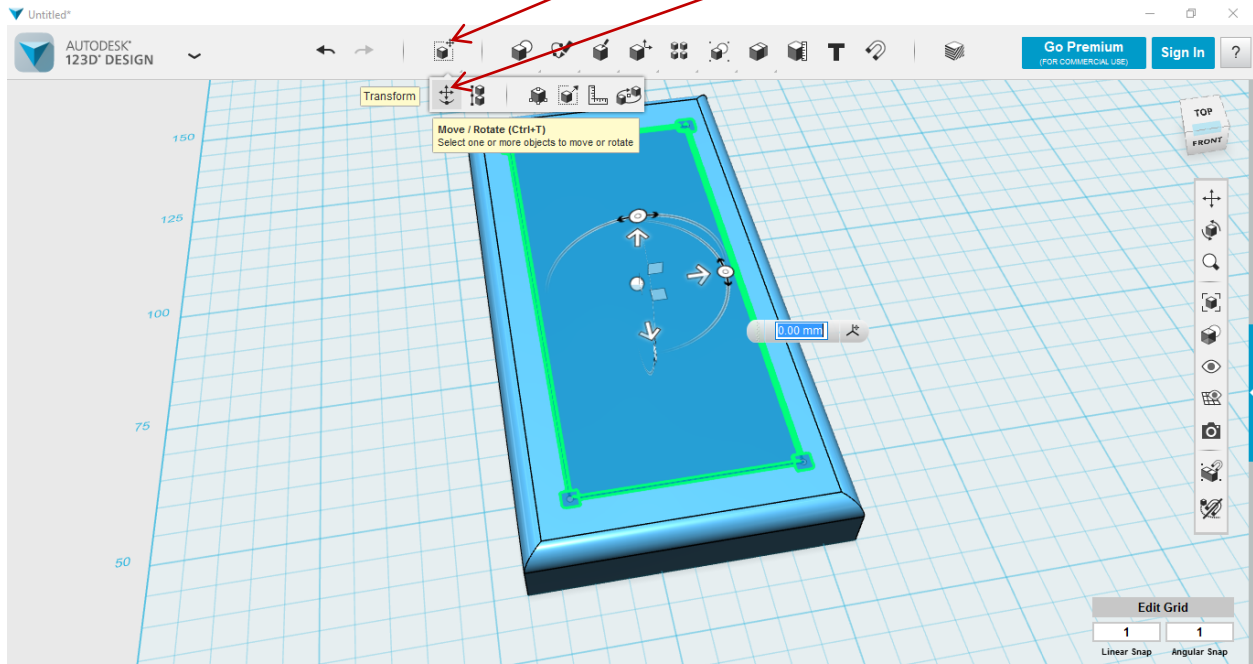 Untitled*
AUTODESK®
123D® DESIGN
Go Premium
(FOR COMMERCIAL USE)
Sign In
?
Transform
Move / Rotate (Ctrl+T)
Select one or more objects to move or rotate
TOP
FRONT
150
125
100
75
50
0.00 mm
Edit Grid
1
1
Linear Snap
Angular Snap